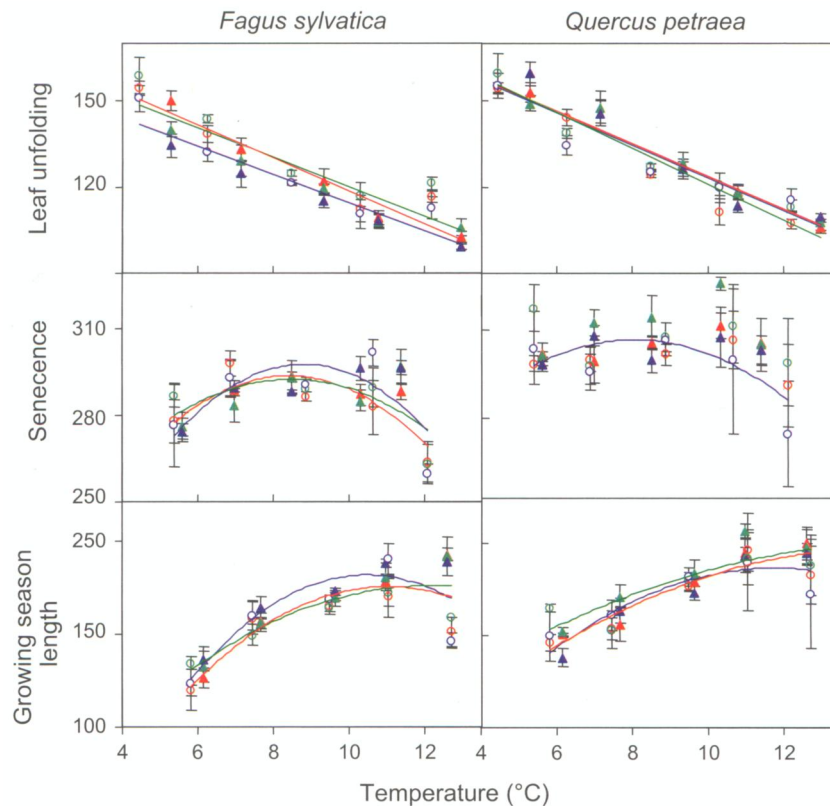 Fagus sylvatica
Quercus petraea
Leaf unfolding
150
120
Senecence
310
280
250
Growing season
length
250
150
100
4
6
8
10
12
4
6
8
10
12
Temperature (°C)